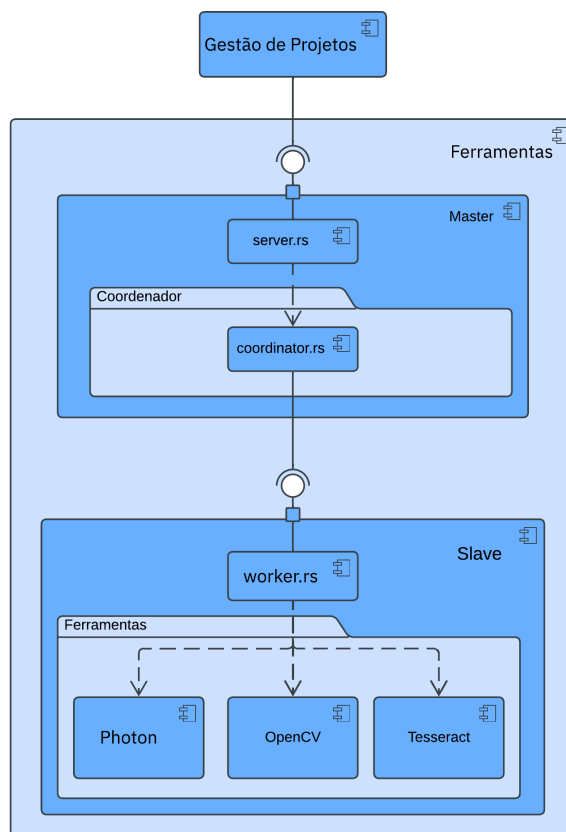 Gestão de Projetos
Ferramentas
Master
server.rs
Coordenador
coordinator.rs
Slave
worker.rs
Ferramentas
Photon
OpenCV
Tesseract